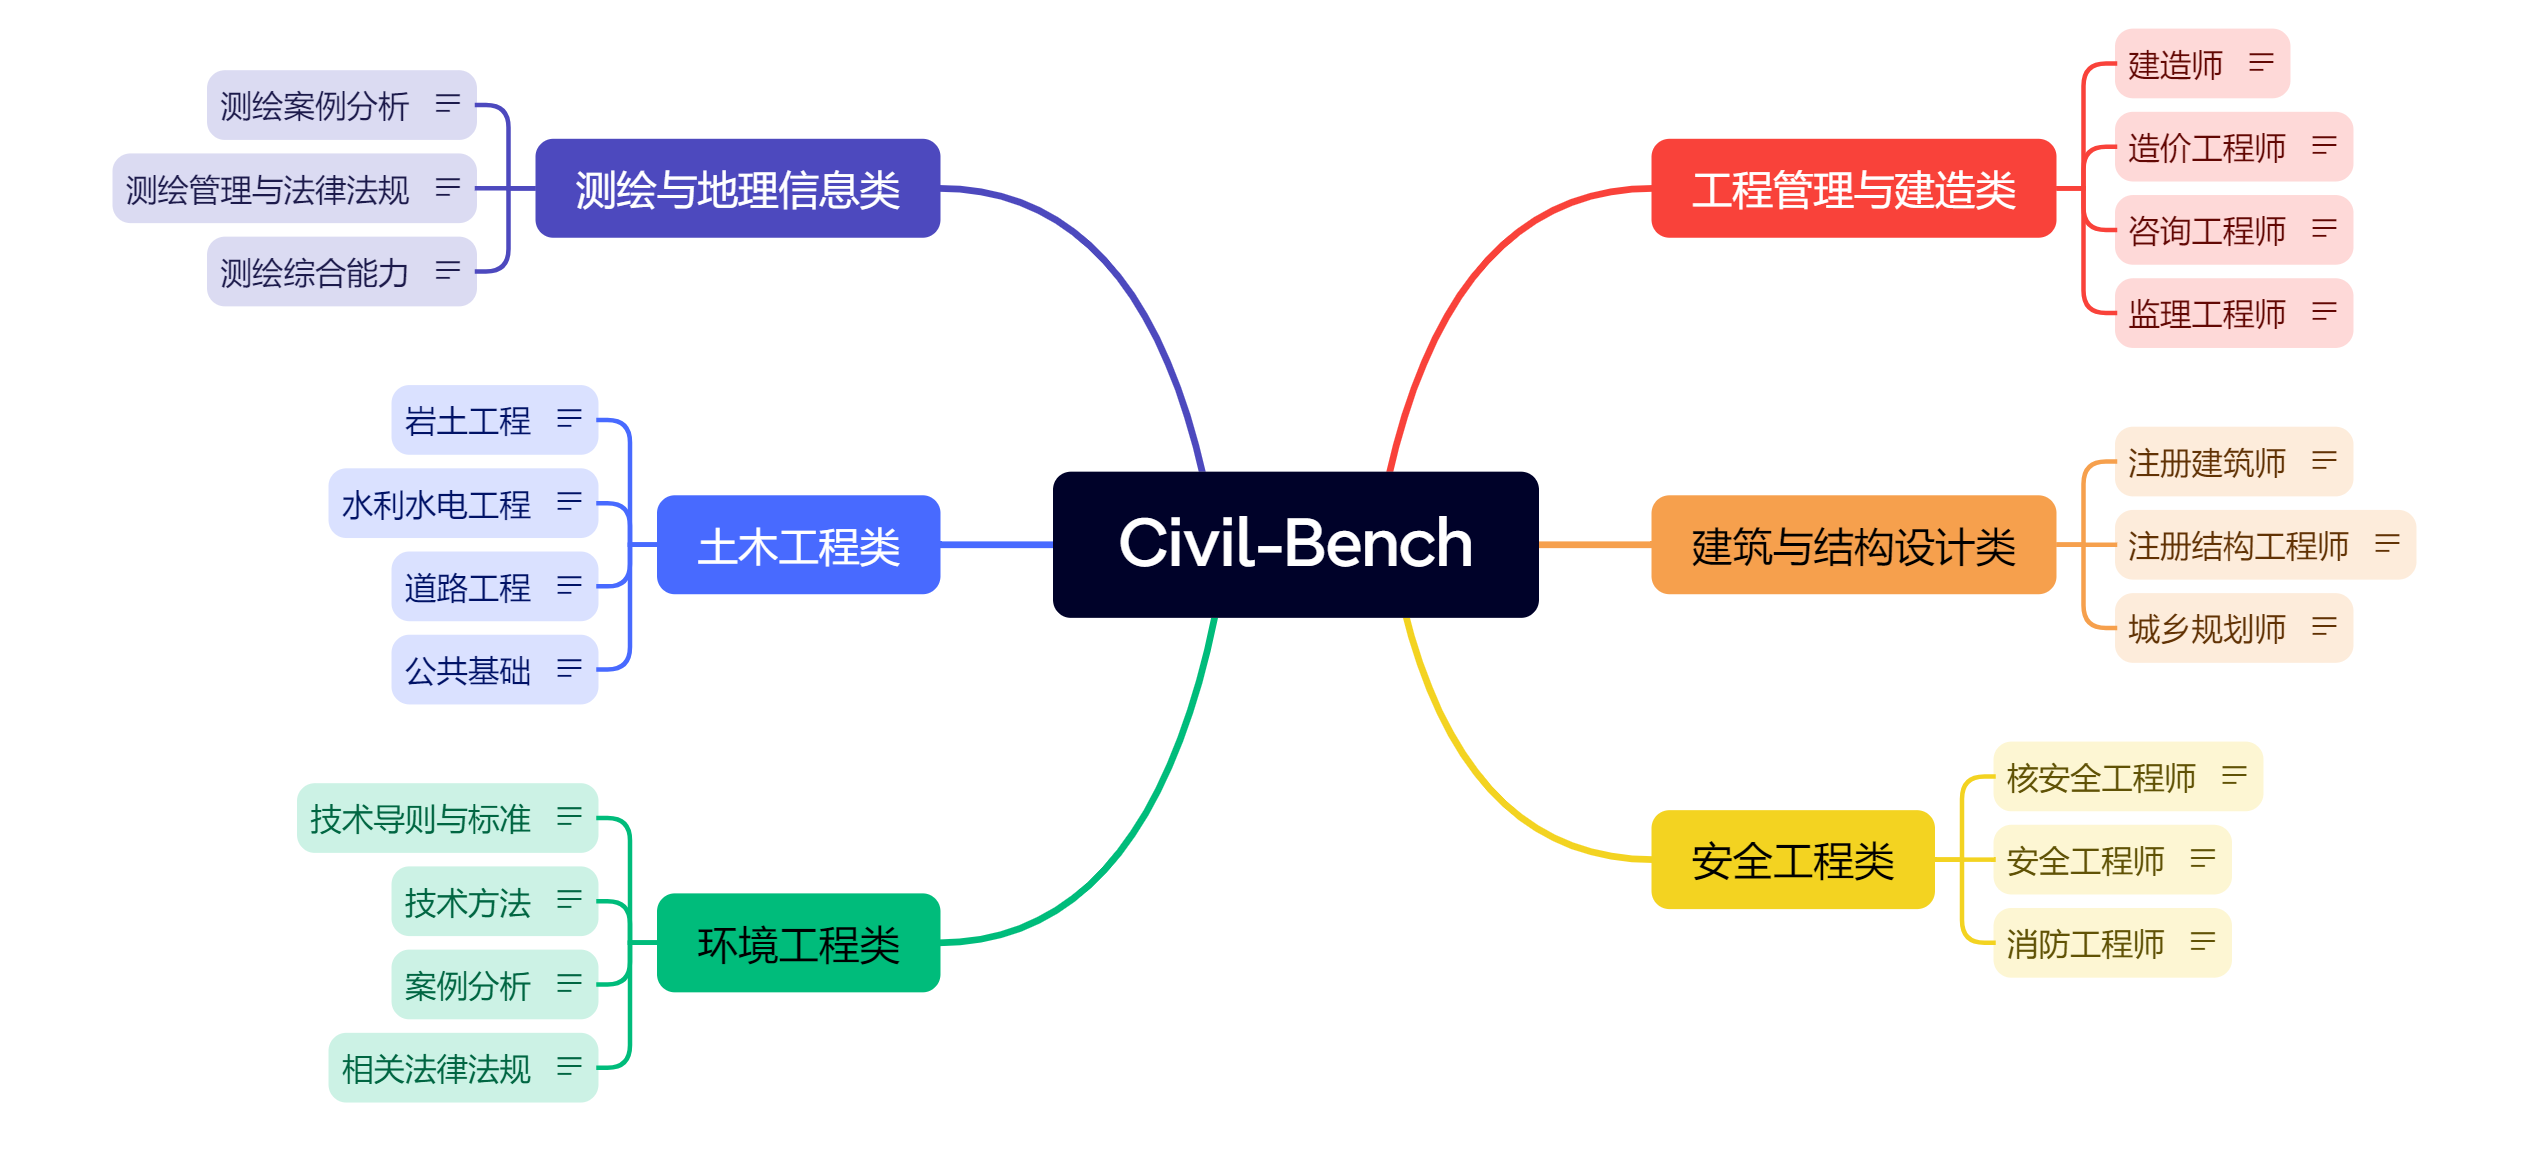 Civil-Bench
测绘与地理信息类
测绘案例分析
测绘管理与法律法规
测绘综合能力
土木工程类
岩土工程
水利水电工程
道路工程
公共基础
环境工程类
技术导则与标准
技术方法
案例分析
相关法律法规
工程管理与建造类
建造师
造价工程师
咨询工程师
监理工程师
建筑与结构设计类
注册建筑师
注册结构工程师
城乡规划师
安全工程类
核安全工程师
安全工程师
消防工程师